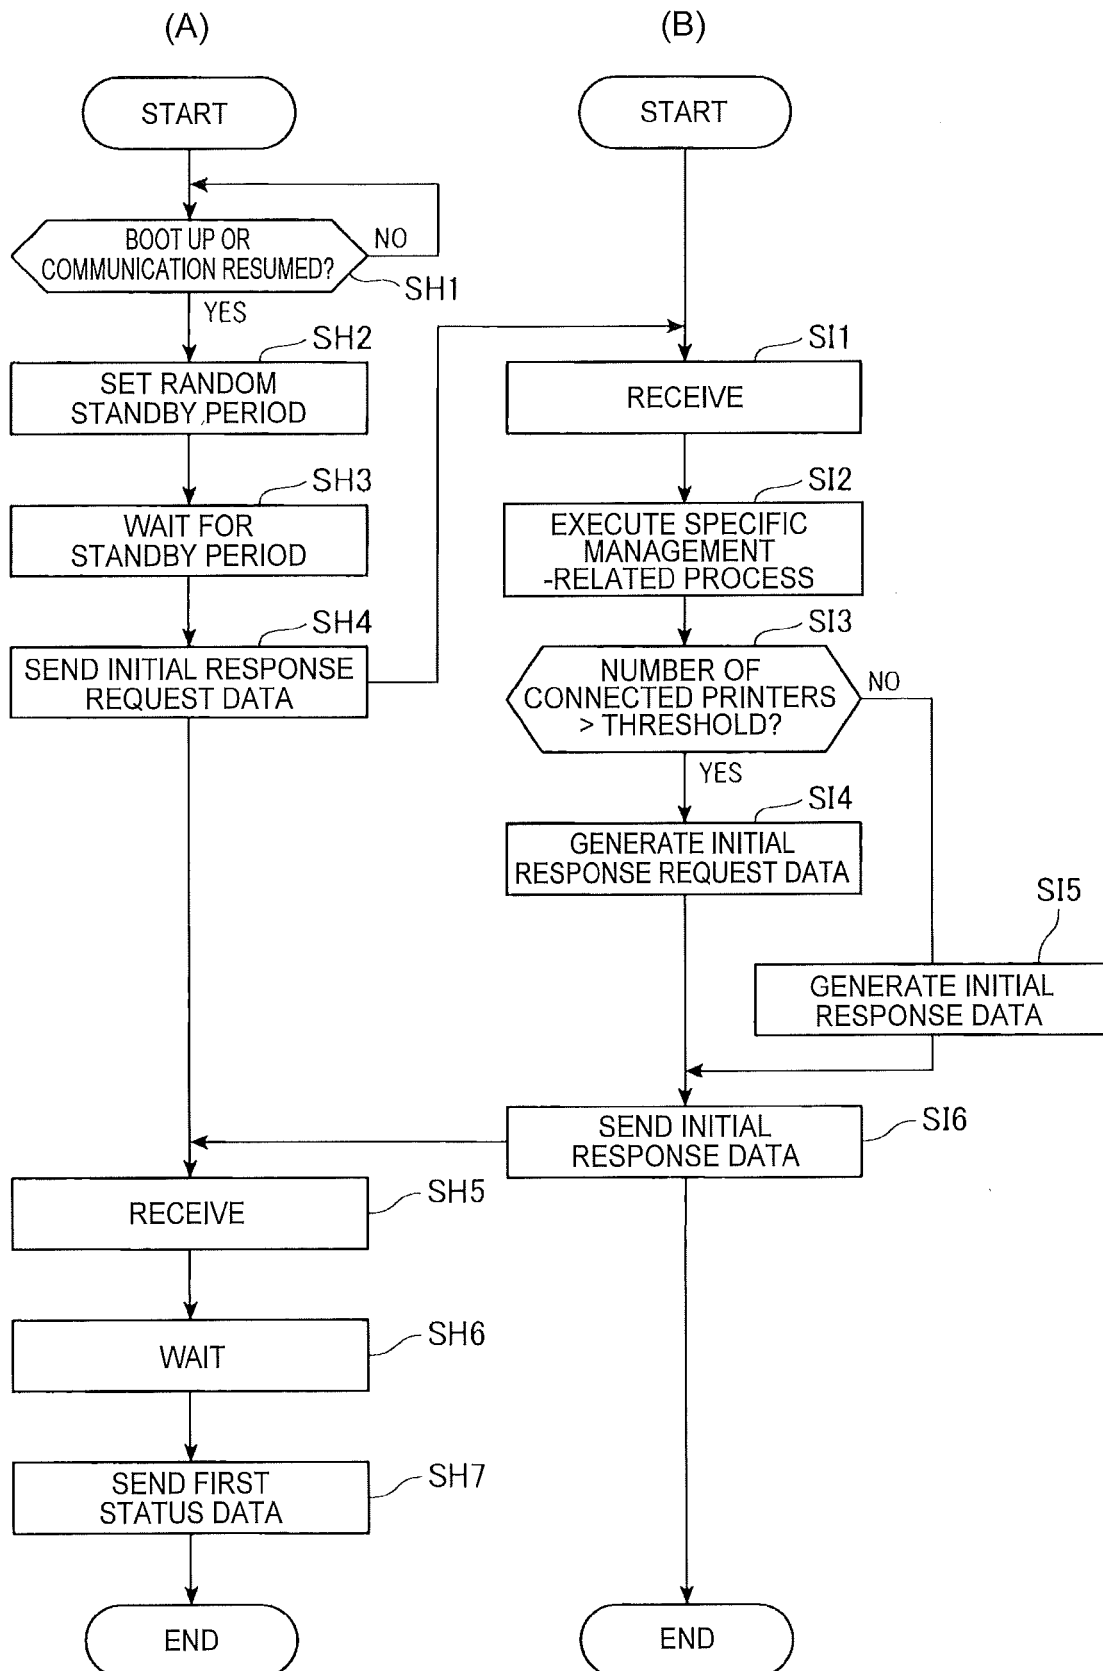 (A)
START
BOOT UP OR
COMMUNICATION RESUMED?
NO
SH1
YES
SH2
SET RANDOM
STANDBY PERIOD
SH3
WAIT FOR
STANDBY PERIOD
SH4
SEND INITIAL RESPONSE
REQUEST DATA
SH5
RECEIVE
SH6
WAIT
SH7
SEND FIRST
STATUS DATA
END
(B)
START
SI1
RECEIVE
SI2
EXECUTE SPECIFIC
MANAGEMENT
-RELATED PROCESS
SI3
NUMBER OF
CONNECTED PRINTERS
> THRESHOLD?
NO
YES
SI4
GENERATE INITIAL
RESPONSE REQUEST DATA
SI5
GENERATE INITIAL
RESPONSE DATA
SEND INITIAL
RESPONSE DATA
SI6
END